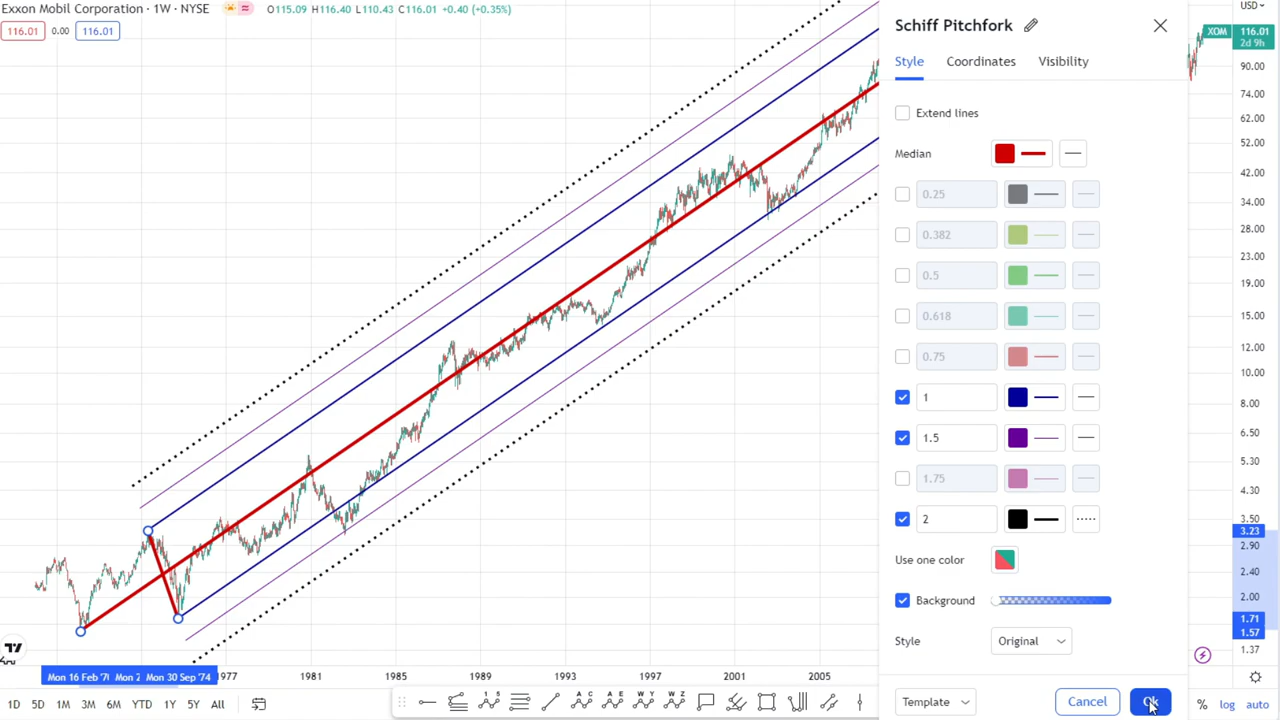 Exxon Mobil Corporation · 1W · NYSE
O115.09 H116.40 L110.43 C116.01 +0.40 (+0.35%)
116.01 0.00 116.01
Schiff Pitchfork
Style Coordinates Visibility
Extend lines
Median
0.25
0.382
0.5
0.618
0.75
1
1.5
1.75
2
Use one color
Background
Style Original
Template Cancel Ok
USD
XOM 116.01
2d 9h
90.00
74.00
62.00
52.00
42.00
34.00
28.00
23.00
19.00
15.00
12.00
10.00
8.00
6.50
5.30
4.30
3.50
3.23
2.90
2.40
2.00
1.71
1.57
1.37
Mon 16 Feb '7 Mon 2 Mon 30 Sep '74 1977 1981 1985 1989 1993 1997 2001 2005
1D 5D 1M 3M 6M YTD 1Y 5Y All
1 5 A C A E W Y W Z
% log auto